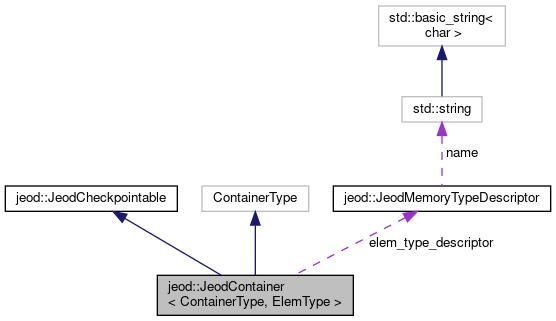 std::basic_string<
char >
std::string
name
jeod::JeodCheckpointable
ContainerType
jeod::JeodMemoryTypeDescriptor
elem_type_descriptor
jeod::JeodContainer
< ContainerType, ElemType >